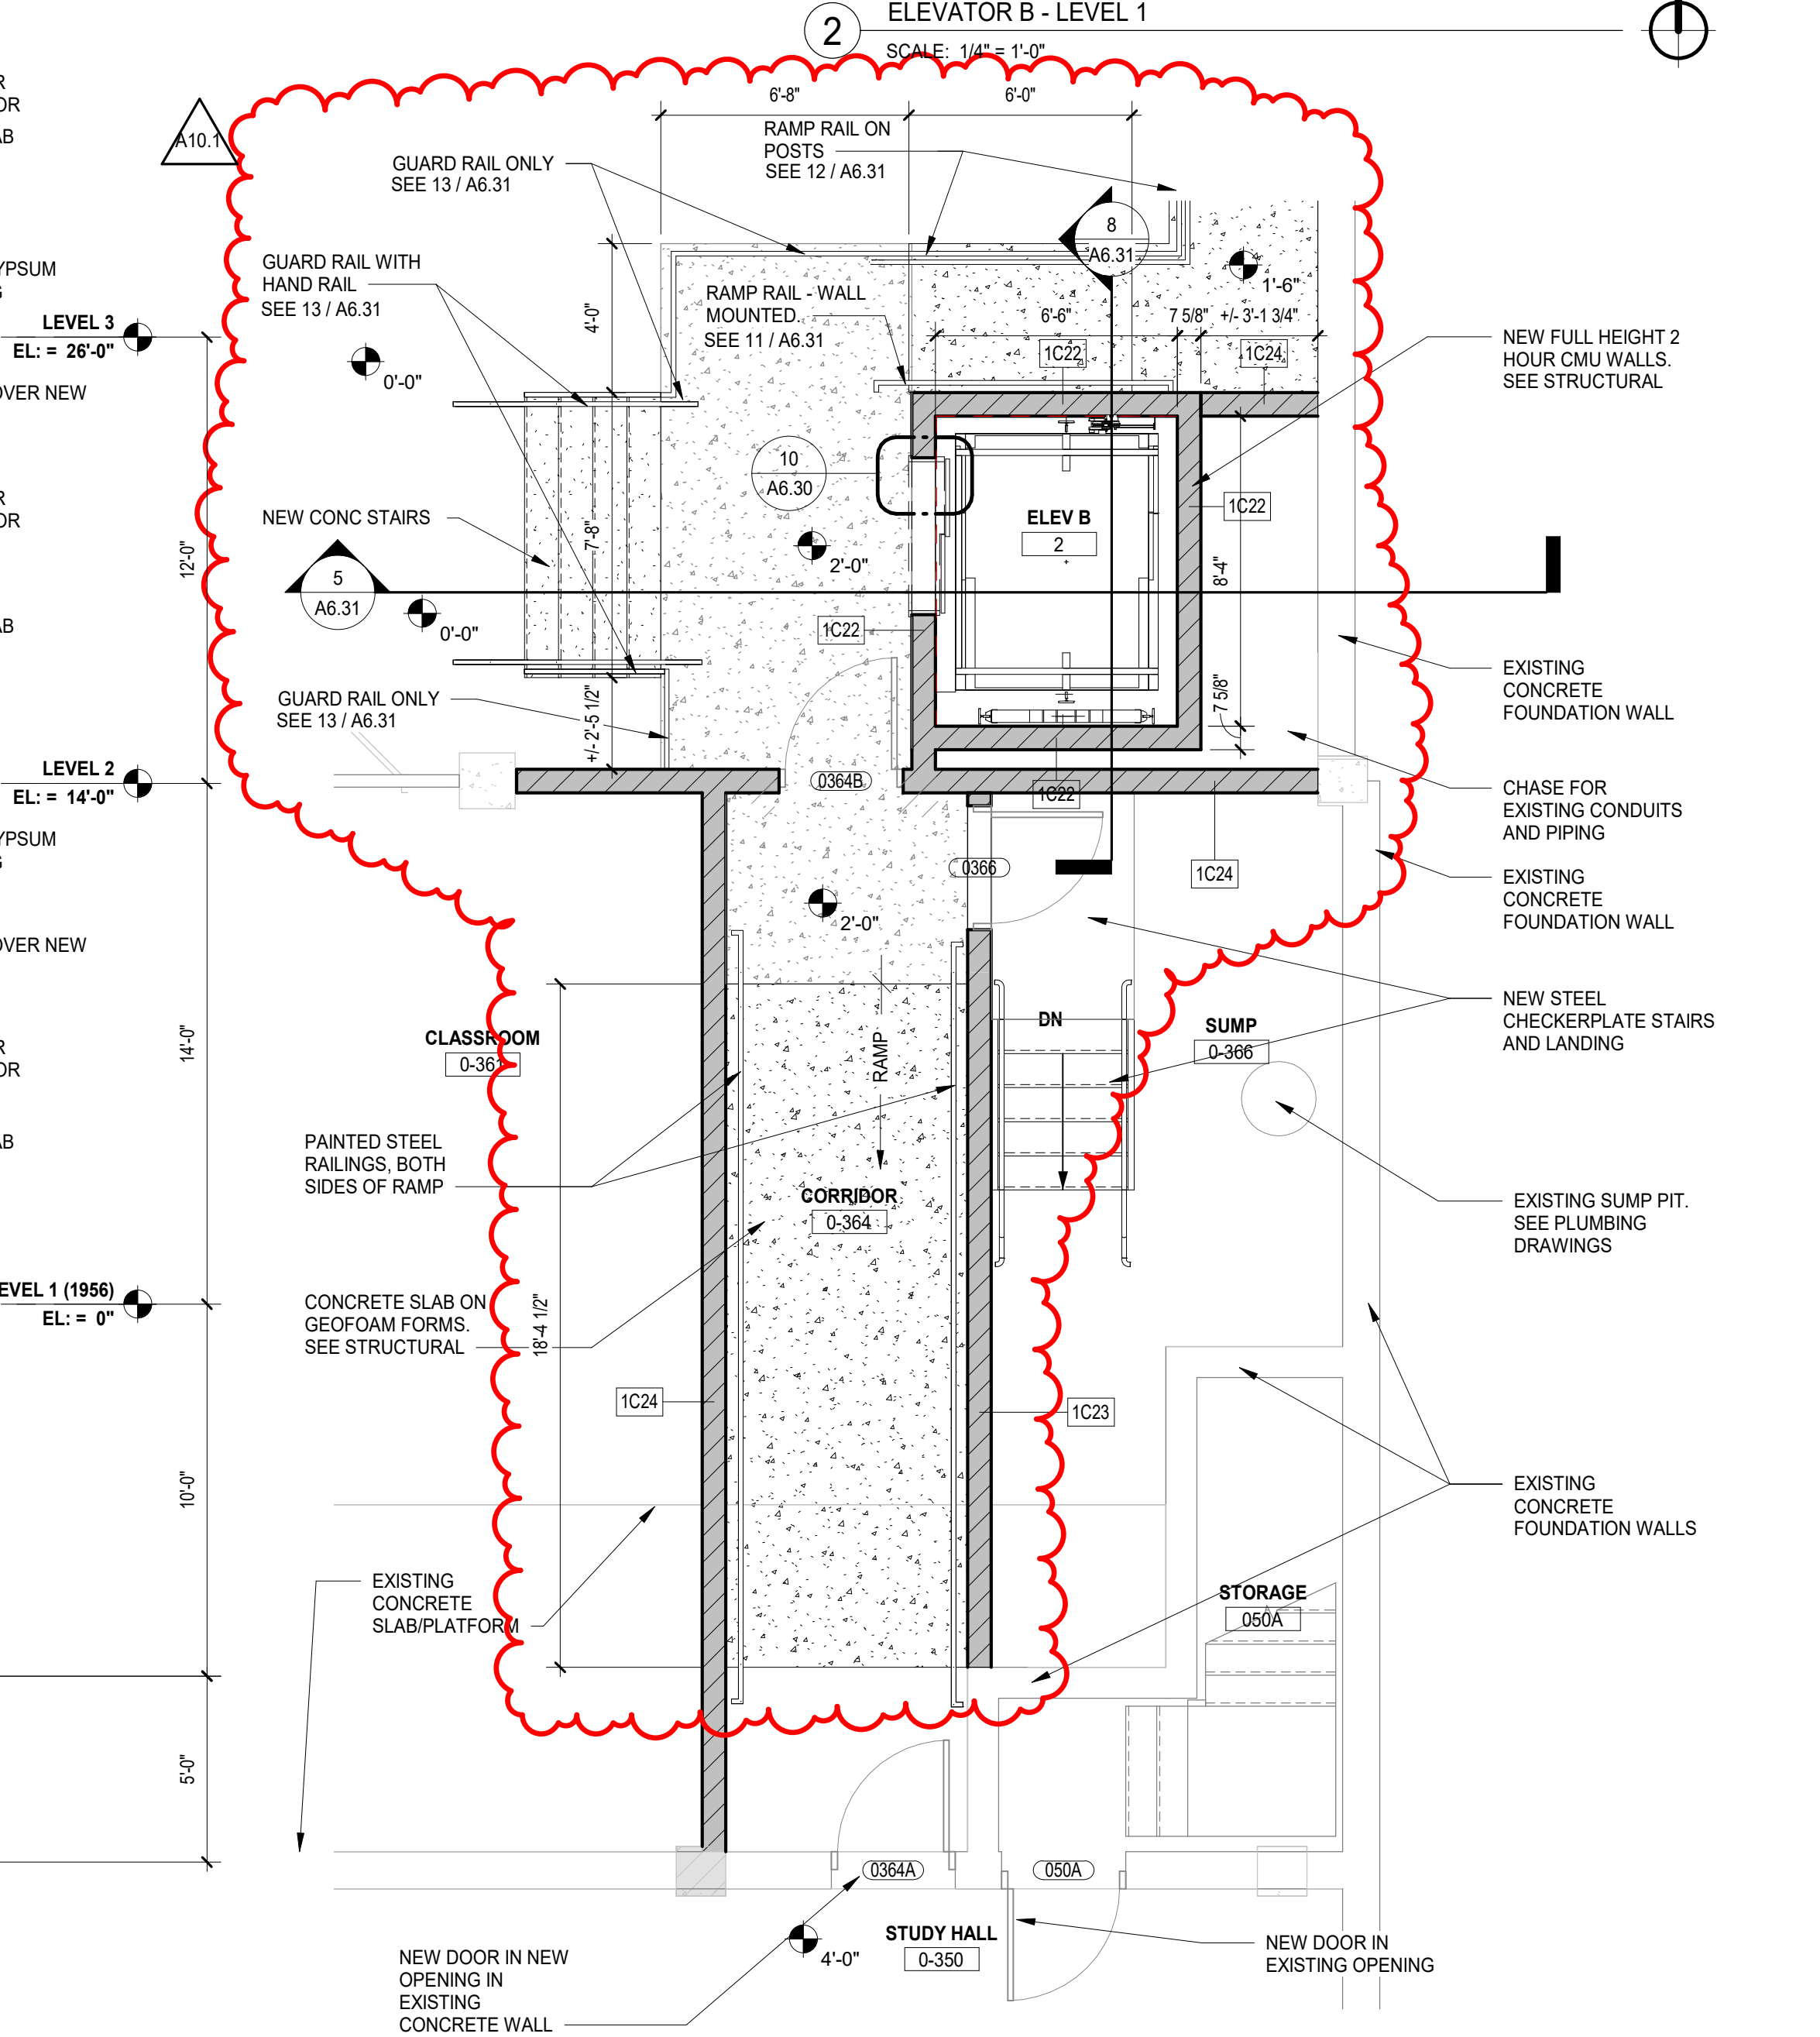 2
ELEVATOR B - LEVEL 1
SCALE: 1/4" = 1'-0"
A10.1
6'-8"
6'-0"
RAMP RAIL ON
POSTS
SEE 12 / A6.31
GUARD RAIL ONLY
SEE 13 / A6.31
8
A6.31
GUARD RAIL WITH
HAND RAIL
SEE 13 / A6.31
4'-0"
RAMP RAIL - WALL
MOUNTED.
SEE 11 / A6.31
1'-6"
6'-6"
7 5/8"
+/- 3'-1 3/4"
1C22
1C24
NEW FULL HEIGHT 2
HOUR CMU WALLS.
SEE STRUCTURAL
YPSUM
LEVEL 3
EL: = 26'-0"
OVER NEW
0'-0"
10
A6.30
NEW CONC STAIRS
7'-8"
ELEV B
2
1C22
12'-0"
2'-0"
8'-4"
5
A6.31
0'-0"
1C22
EXISTING
CONCRETE
FOUNDATION WALL
GUARD RAIL ONLY
SEE 13 / A6.31
+/- 2'-5 1/2"
7 5/8"
LEVEL 2
EL: = 14'-0"
0364B
1C22
CHASE FOR
EXISTING CONDUITS
AND PIPING
YPSUM
0366
1C24
EXISTING
CONCRETE
FOUNDATION WALL
2'-0"
OVER NEW
NEW STEEL
CHECKERPLATE STAIRS
AND LANDING
14'-0"
CLASSROOM
0-361
RAMP
DN
SUMP
0-366
PAINTED STEEL
RAILINGS, BOTH
SIDES OF RAMP
CORRIDOR
0-364
EXISTING SUMP PIT.
SEE PLUMBING
DRAWINGS
EVEL 1 (1956)
EL: = 0"
CONCRETE SLAB ON
GEOFOAM FORMS.
SEE STRUCTURAL
18'-4 1/2"
1C24
1C23
10'-0"
EXISTING
CONCRETE
FOUNDATION WALLS
EXISTING
CONCRETE
SLAB/PLATFORM
STORAGE
050A
5'-0"
0364A
050A
STUDY HALL
0-350
4'-0"
NEW DOOR IN
EXISTING OPENING
NEW DOOR IN NEW
OPENING IN
EXISTING
CONCRETE WALL